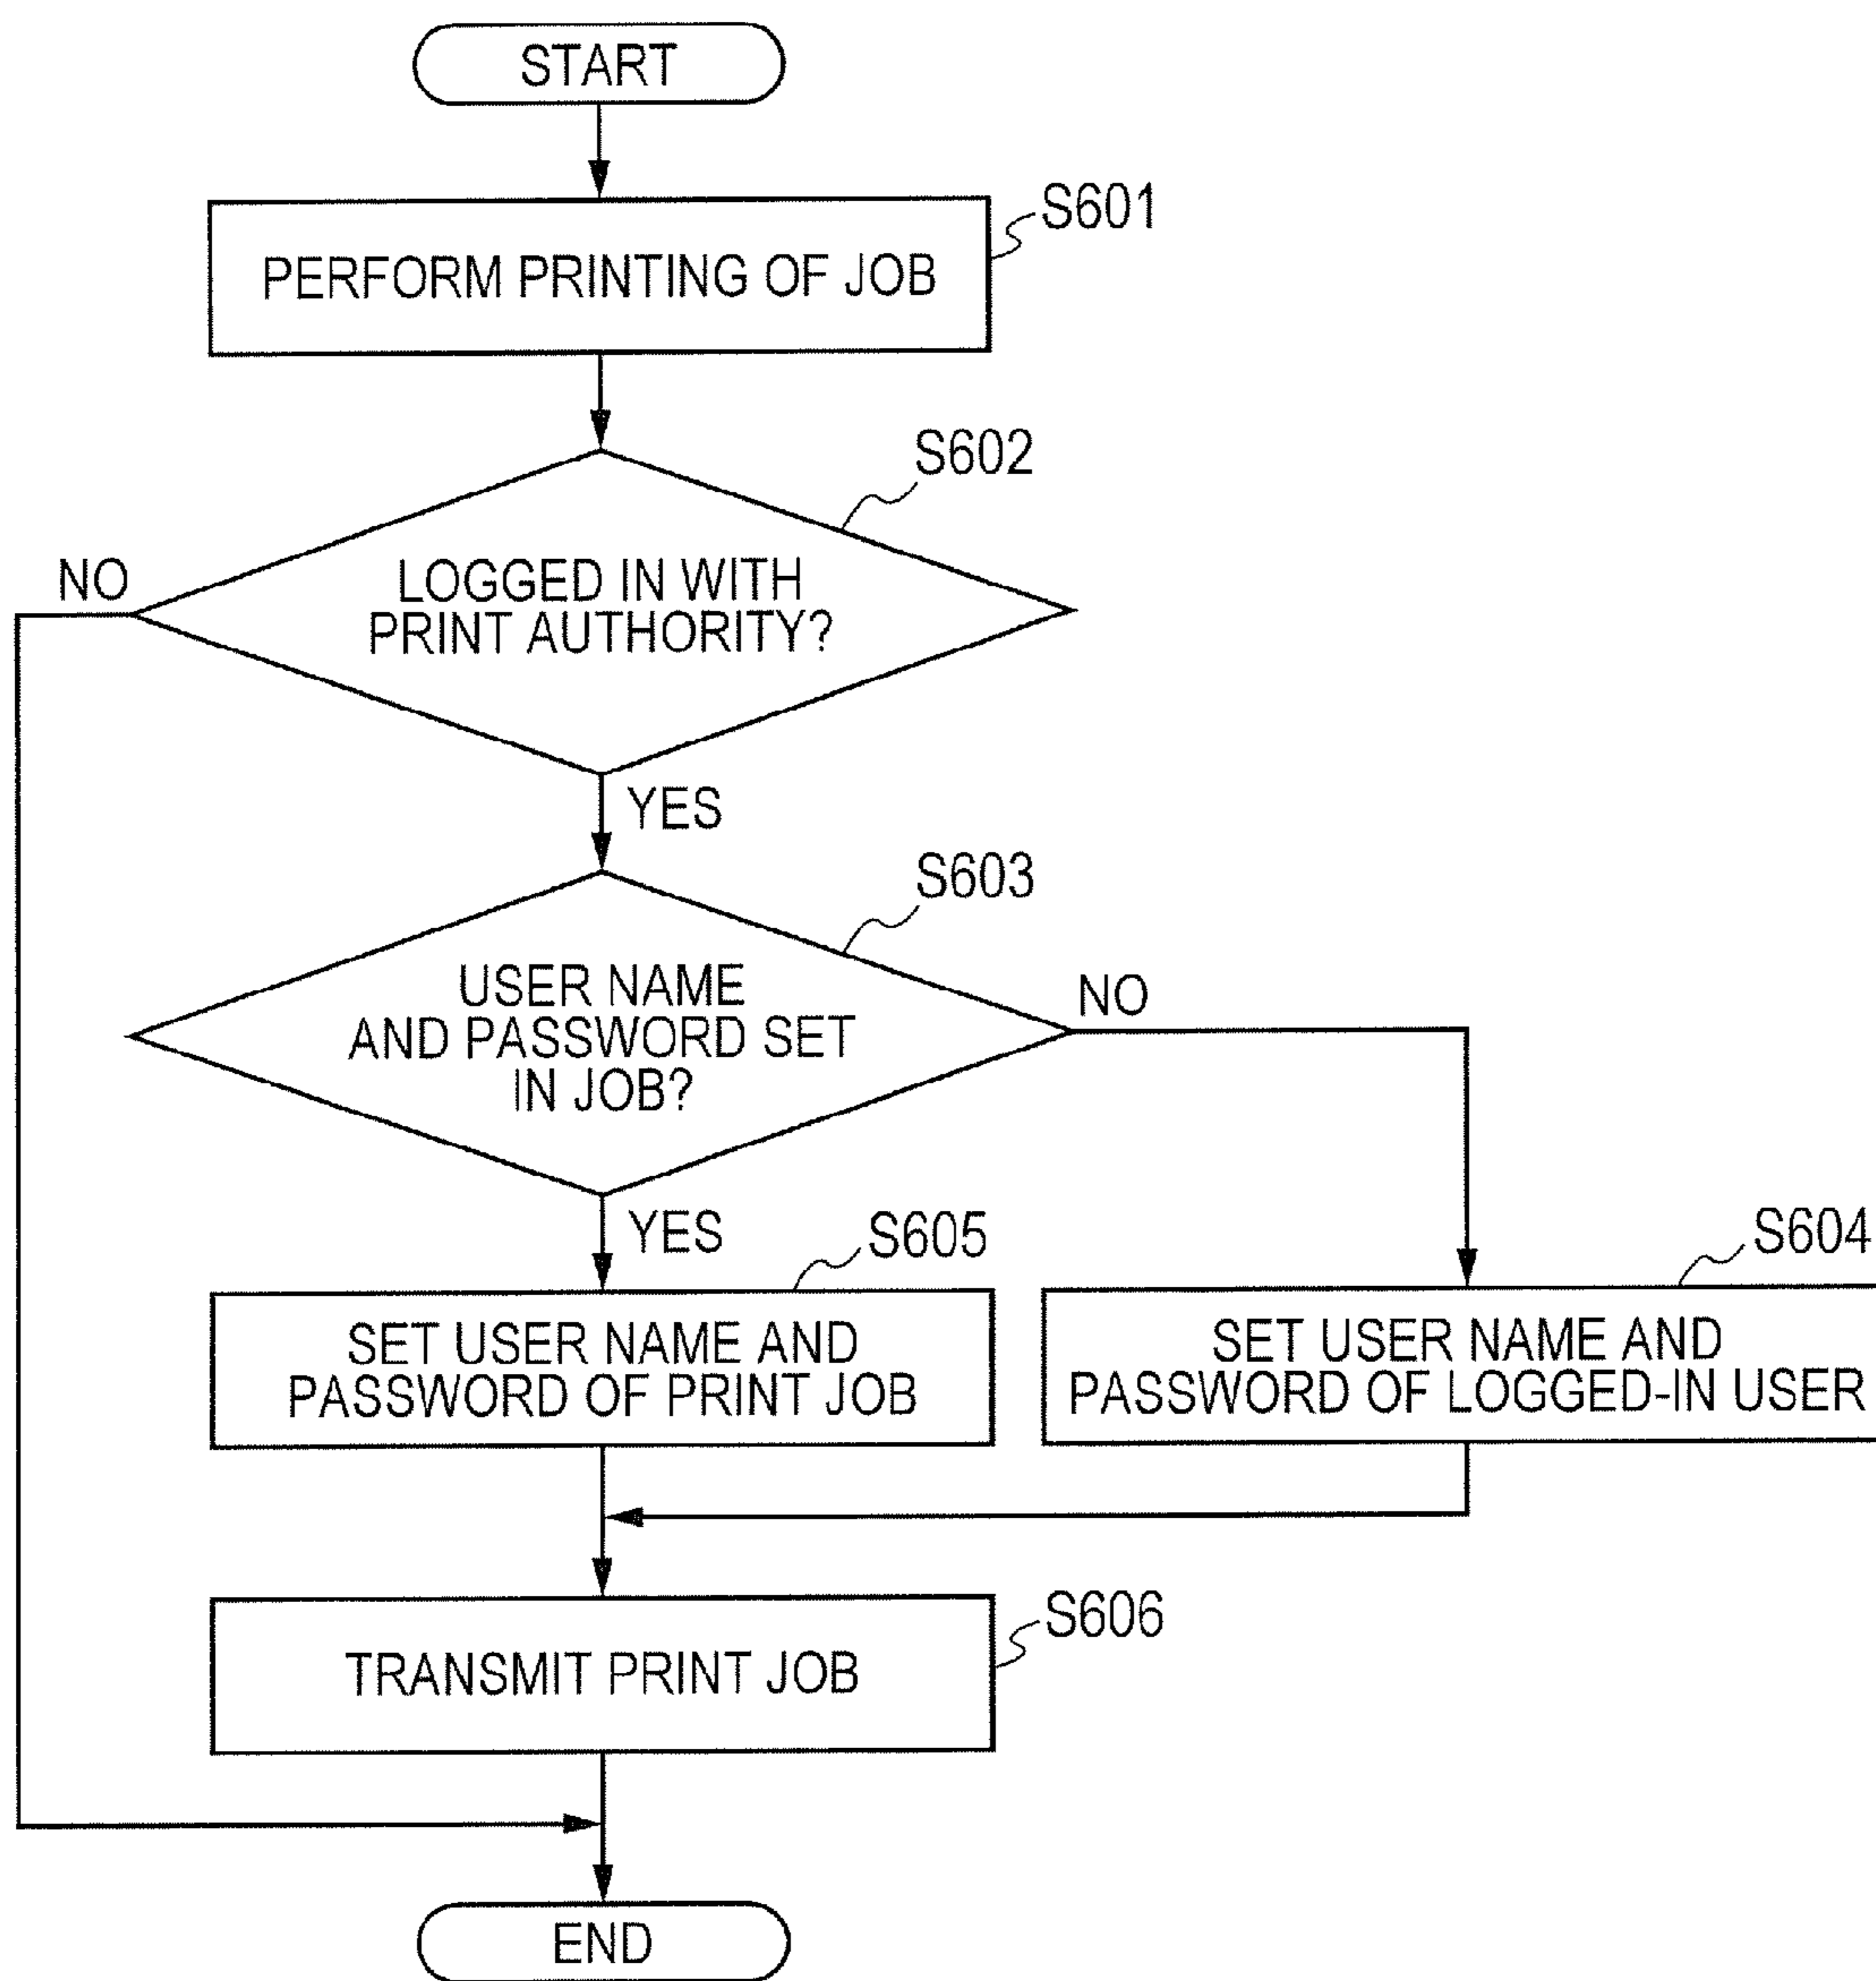 START
S601
PERFORM PRINTING OF JOB
S602
NO
LOGGED IN WITH
PRINT AUTHORITY?
YES
S603
USER NAME
AND PASSWORD SET
IN JOB?
NO
YES
S605
S604
SET USER NAME AND
PASSWORD OF PRINT JOB
SET USER NAME AND
PASSWORD OF LOGGED-IN USER
S606
TRANSMIT PRINT JOB
END